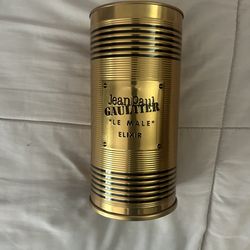 Jean Paul
GAULTIER
"LE MALE"
ELIXIR